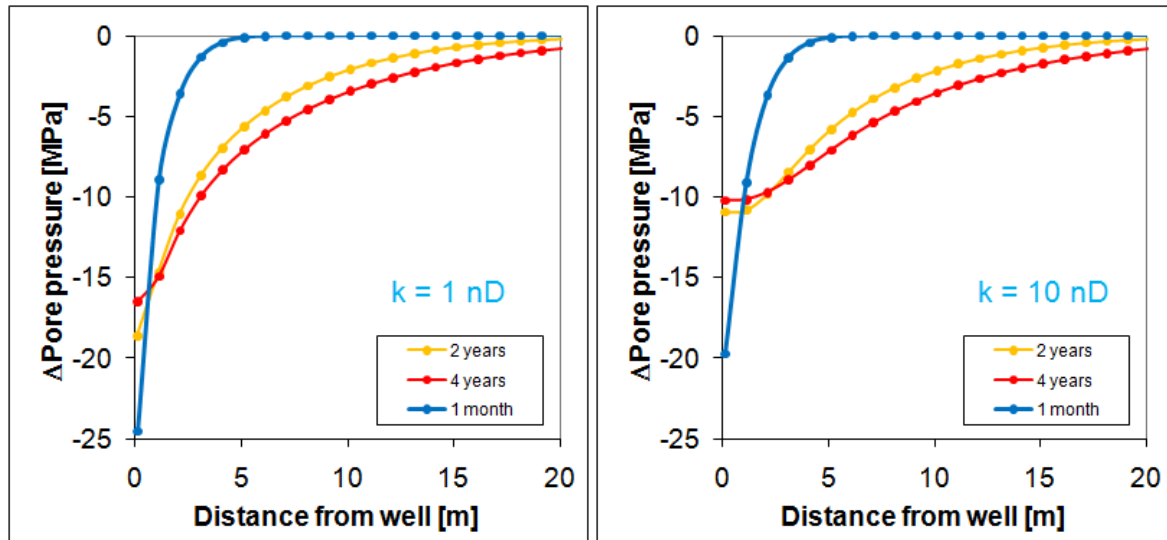 0
-5
-10
-15
-20
-25
ΔPore pressure [MPa]
k = 1 nD
2 years
4 years
1 month
0 5 10 15 20
Distance from well [m]
0
-5
-10
-15
-20
-25
ΔPore pressure [MPa]
k = 10 nD
2 years
4 years
1 month
0 5 10 15 20
Distance from well [m]